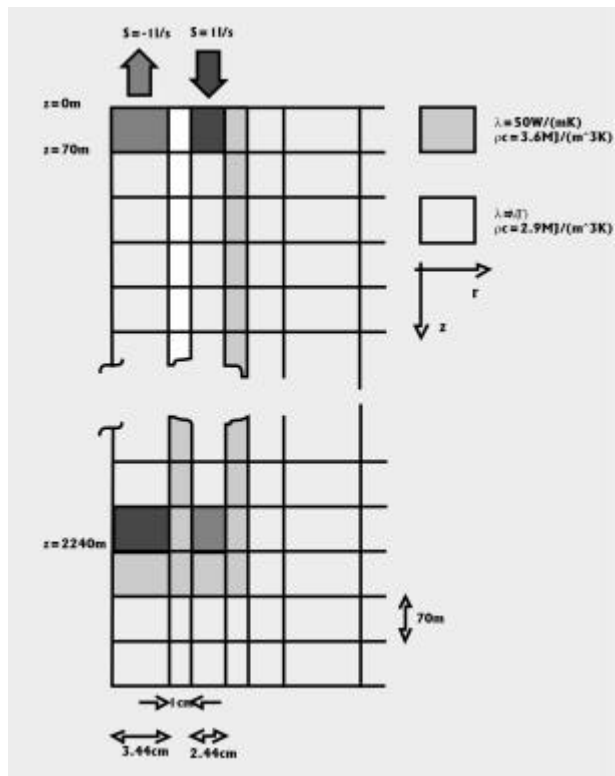 S=-1l/s
S=1l/s
z=0m
z=70m
λ=50W/(mK)
ρc=3.6MJ/(m^3K)
ρc=2.9MJ/(m^3K)
r
z
z=2240m
70m
1cm
3.44cm
2.44cm